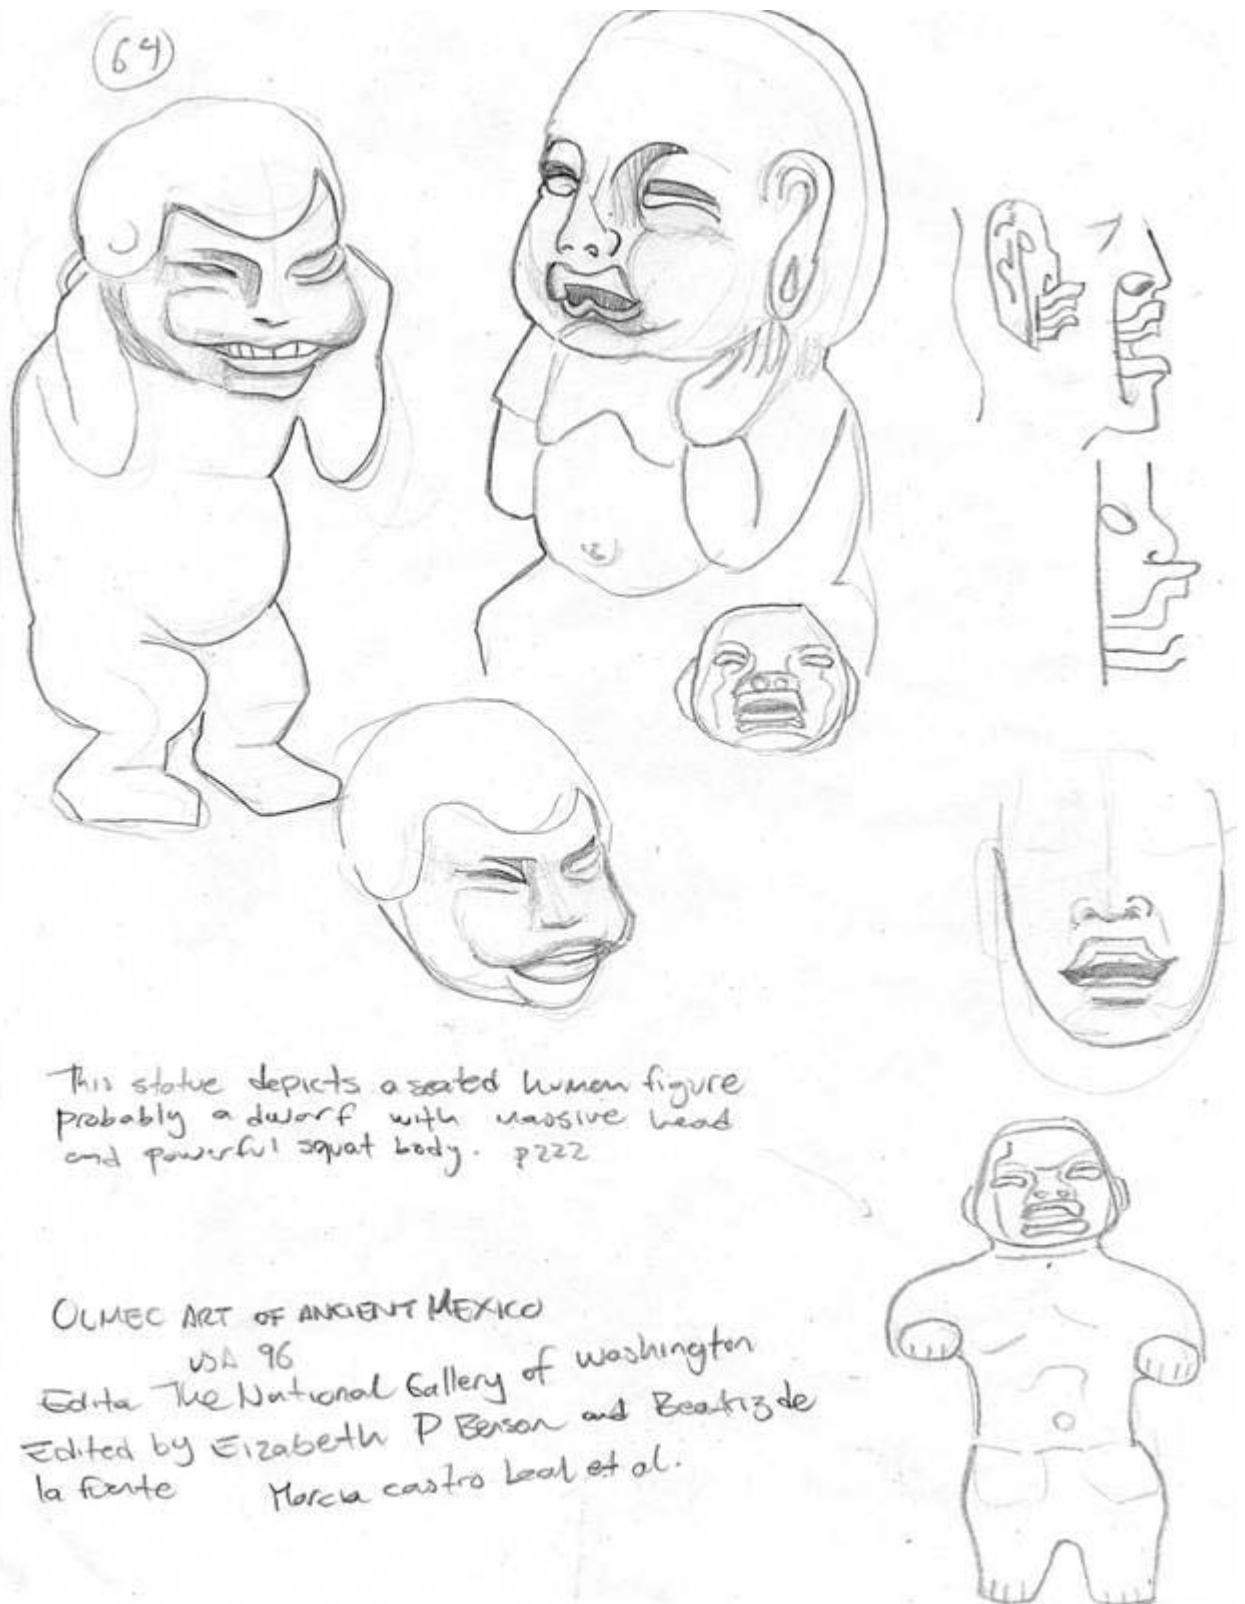 64
This statue depicts a seated human figure
probably a dwarf with massive head
and powerful squat body. p222
OLMEC ART OF ANCIENT MEXICO
USA 96
Edita The National Gallery of Washington
Edited by Elzabeth P Benson and Beatriz de
la fuente Marcia castro Leal et al.